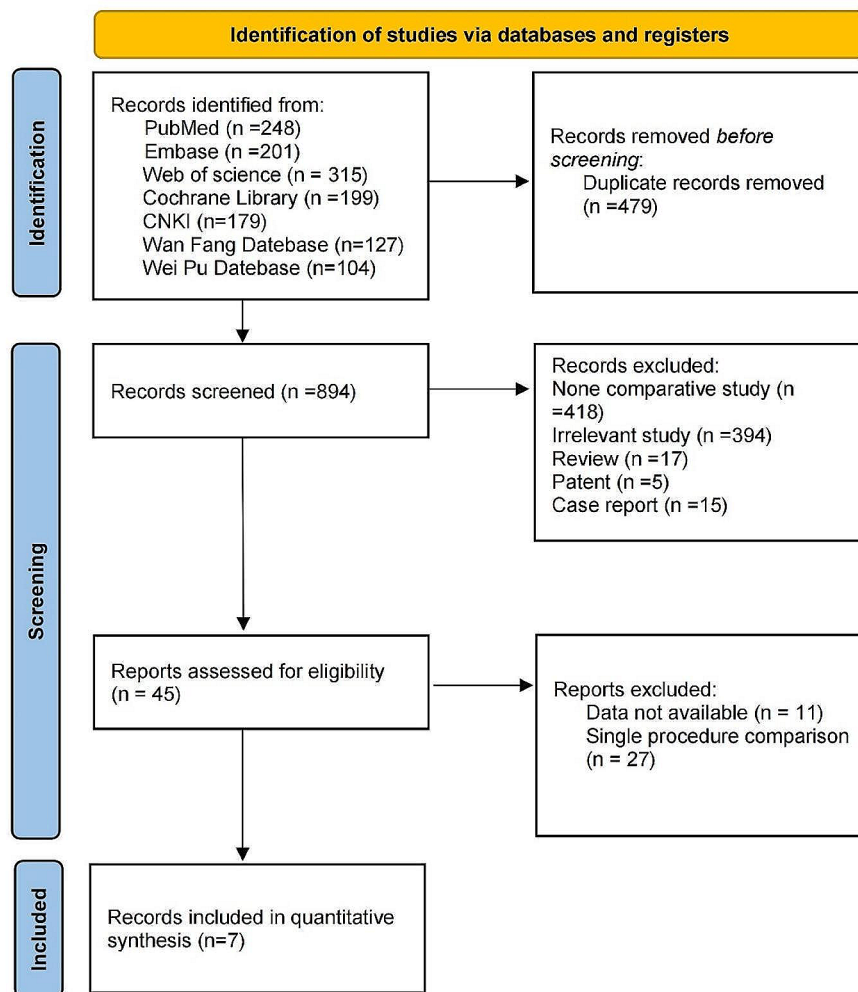 Identification of studies via databases and registers
Identification
Records identified from:
PubMed (n =248)
Embase (n =201)
Web of science (n = 315)
Cochrane Library (n =199)
CNKI (n=179)
Wan Fang Datebase (n=127)
Wei Pu Datebase (n=104)
Records removed before
screening:
Duplicate records removed
(n =479)
Screening
Records screened (n =894)
Records excluded:
None comparative study (n
=418)
Irrelevant study (n =394)
Review (n =17)
Patent (n =5)
Case report (n =15)
Reports assessed for eligibility
(n = 45)
Reports excluded:
Data not available (n = 11)
Single procedure comparison
(n = 27)
Included
Records included in quantitative
synthesis (n=7)